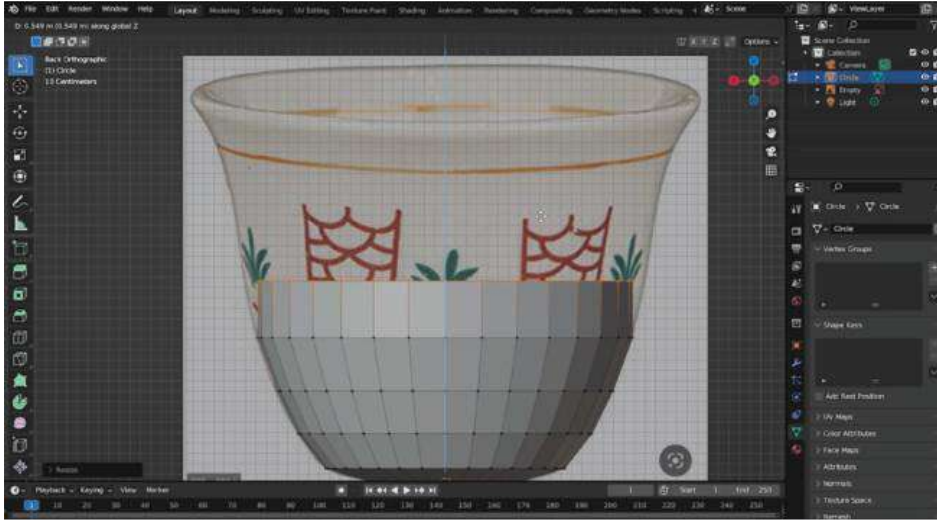 File Edit Render Window Help Layout Modeling Sculpting UV Editing Texture Paint Shading Animation Rendering Compositing Geometry Nodes Scripting + Scene ViewLayer
D: 0.549 m (0.549 m) along global Z
X Y Z Options
Back Orthographic
(1) Circle
10 Centimeters
Scene Collection
Collection
Camera
Circle
Empty
Light
Circle > Circle
Circle
Vertex Groups
Shape Keys
Add Rest Position
UV Maps
Color Attributes
Face Maps
Attributes
Normals
Texture Space
Remesh
> Resize
Playback Keying View Marker 1 Start 1 End 250
1 10 20 30 40 50 60 70 80 90 100 110 120 130 140 150 160 170 180 190 200 210 220 230 240 250